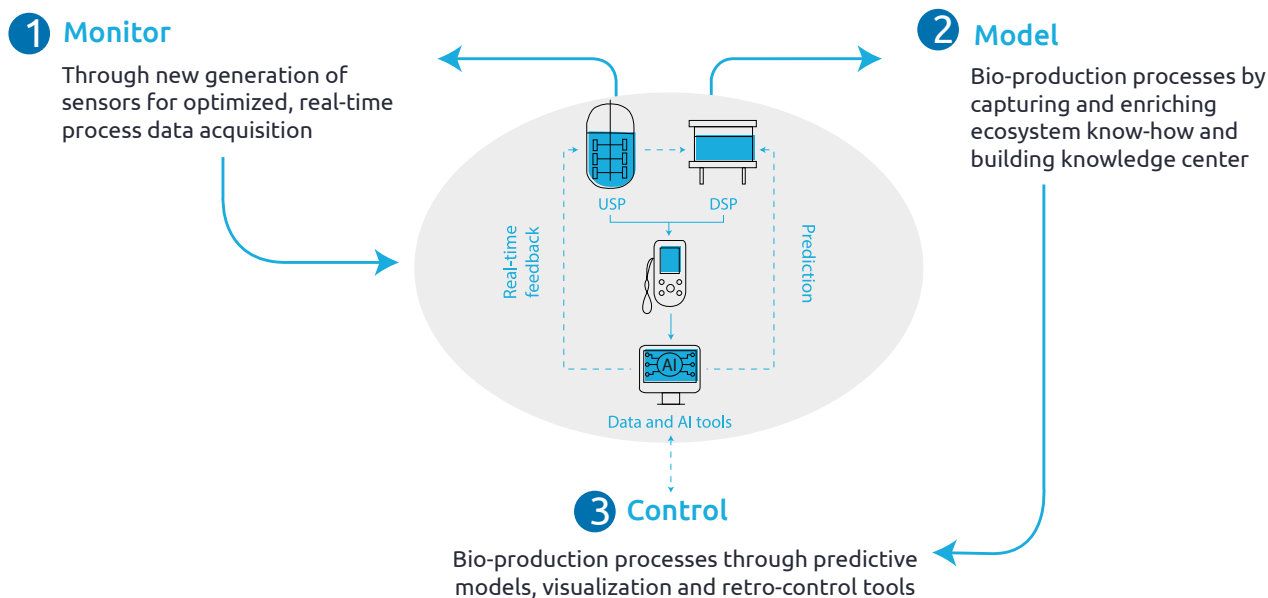 1 Monitor
Through new generation of
sensors for optimized, real-time
process data acquisition
2 Model
Bio-production processes by
capturing and enriching
ecosystem know-how and
building knowledge center
USP
DSP
Real-time
feedback
Prediction
AI
Data and AI tools
3 Control
Bio-production processes through predictive
models, visualization and retro-control tools